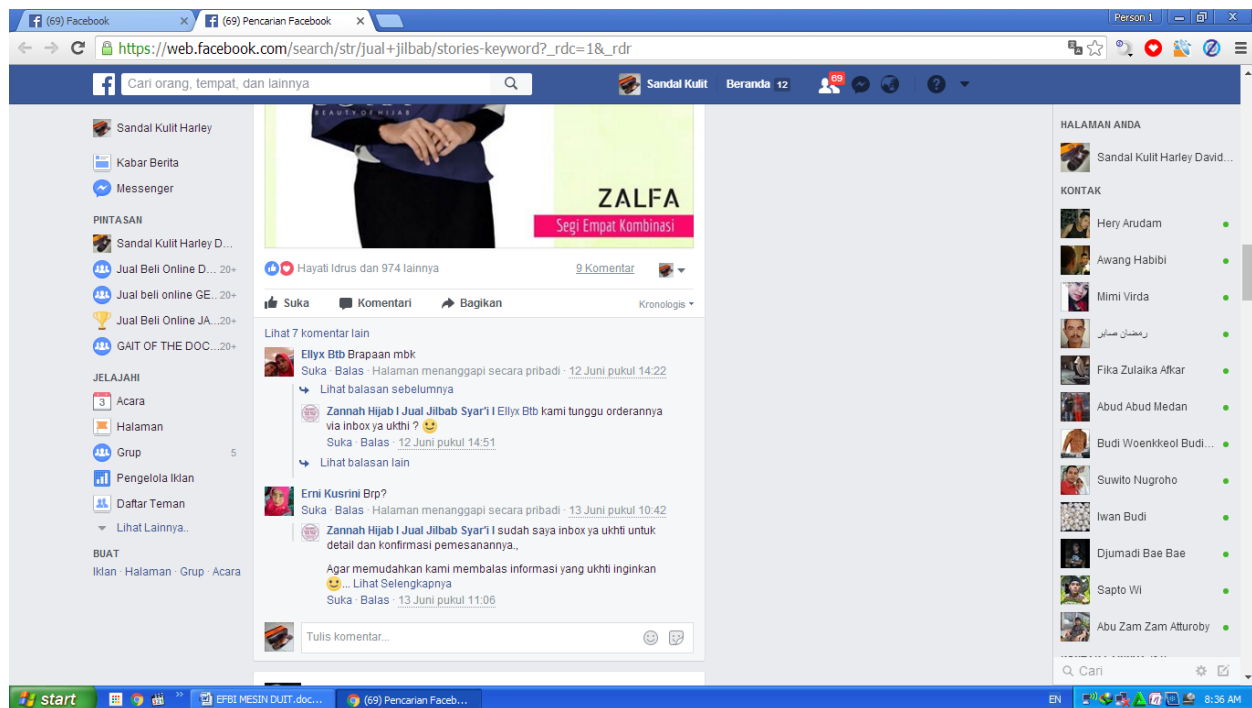 (69) Facebook
(69) Pencarian Facebook
Person 1
https://web.facebook.com/search/str/jual+jilbab/stories-keyword?_rdc=1&_rdr
Cari orang, tempat, dan lainnya
Sandal Kulit
Beranda 12
69
Sandal Kulit Harley
Kabar Berita
Messenger
PINTASAN
Sandal Kulit Harley D...
Jual Beli Online D... 20+
Jual beli online GE.. 20+
Jual Beli Online JA...20+
GAIT OF THE DOC...20+
JELAJAHI
3 Acara
Halaman
Grup 5
Pengelola Iklan
Daftar Teman
Lihat Lainnya..
BUAT
Iklan · Halaman · Grup · Acara
BEAUTY OF HIJAB
ZALFA
Segi Empat Kombinasi
Hayati Idrus dan 974 lainnya
9 Komentar
Suka Komentari Bagikan
Kronologis
Lihat 7 komentar lain
Ellyx Btb Brapaan mbk
Suka · Balas · Halaman menanggapi secara pribadi · 12 Juni pukul 14:22
Lihat balasan sebelumnya
Zannah Hijab I Jual Jilbab Syar'i I Ellyx Btb kami tunggu orderannya
via inbox ya ukthi ?
Suka · Balas · 12 Juni pukul 14:51
Lihat balasan lain
Erni Kusrini Brp?
Suka · Balas · Halaman menanggapi secara pribadi · 13 Juni pukul 10:42
Zannah Hijab I Jual Jilbab Syar'i I sudah saya inbox ya ukhti untuk
detail dan konfirmasi pemesanannya.,
Agar memudahkan kami membalas informasi yang ukhti inginkan
... Lihat Selengkapnya
Suka · Balas · 13 Juni pukul 11:06
Tulis komentar...
HALAMAN ANDA
Sandal Kulit Harley David...
KONTAK
Hery Arudam
Awang Habibi
Mimi Virda
رمضان صابر
Fika Zulaika Afkar
Abud Abud Medan
Budi Woenkkeol Budi...
Suwito Nugroho
Iwan Budi
Djumadi Bae Bae
Sapto Wi
Abu Zam Zam Atturoby
Cari
start
EFBI MESIN DUIT.doc...
(69) Pencarian Faceb...
EN
8:36 AM